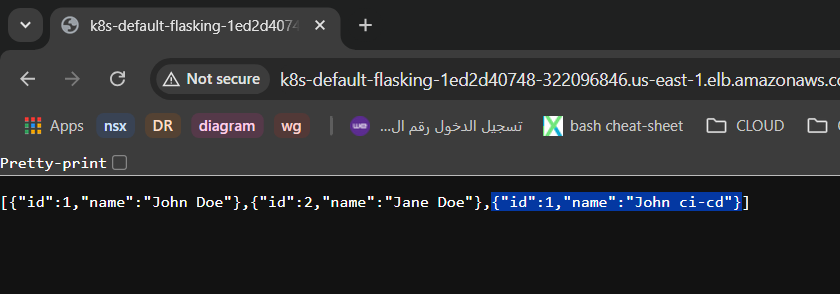 k8s-default-flasking-1ed2d4074
Not secure
k8s-default-flasking-1ed2d40748-322096846.us-east-1.elb.amazonaws.co
Apps
nsx
DR
diagram
wg
we
تسجيل الدخول رقم ال...
bash cheat-sheet
CLOUD
Pretty-print
[{"id":1,"name":"John Doe"},{"id":2,"name":"Jane Doe"},{"id":1,"name":"John ci-cd"}]